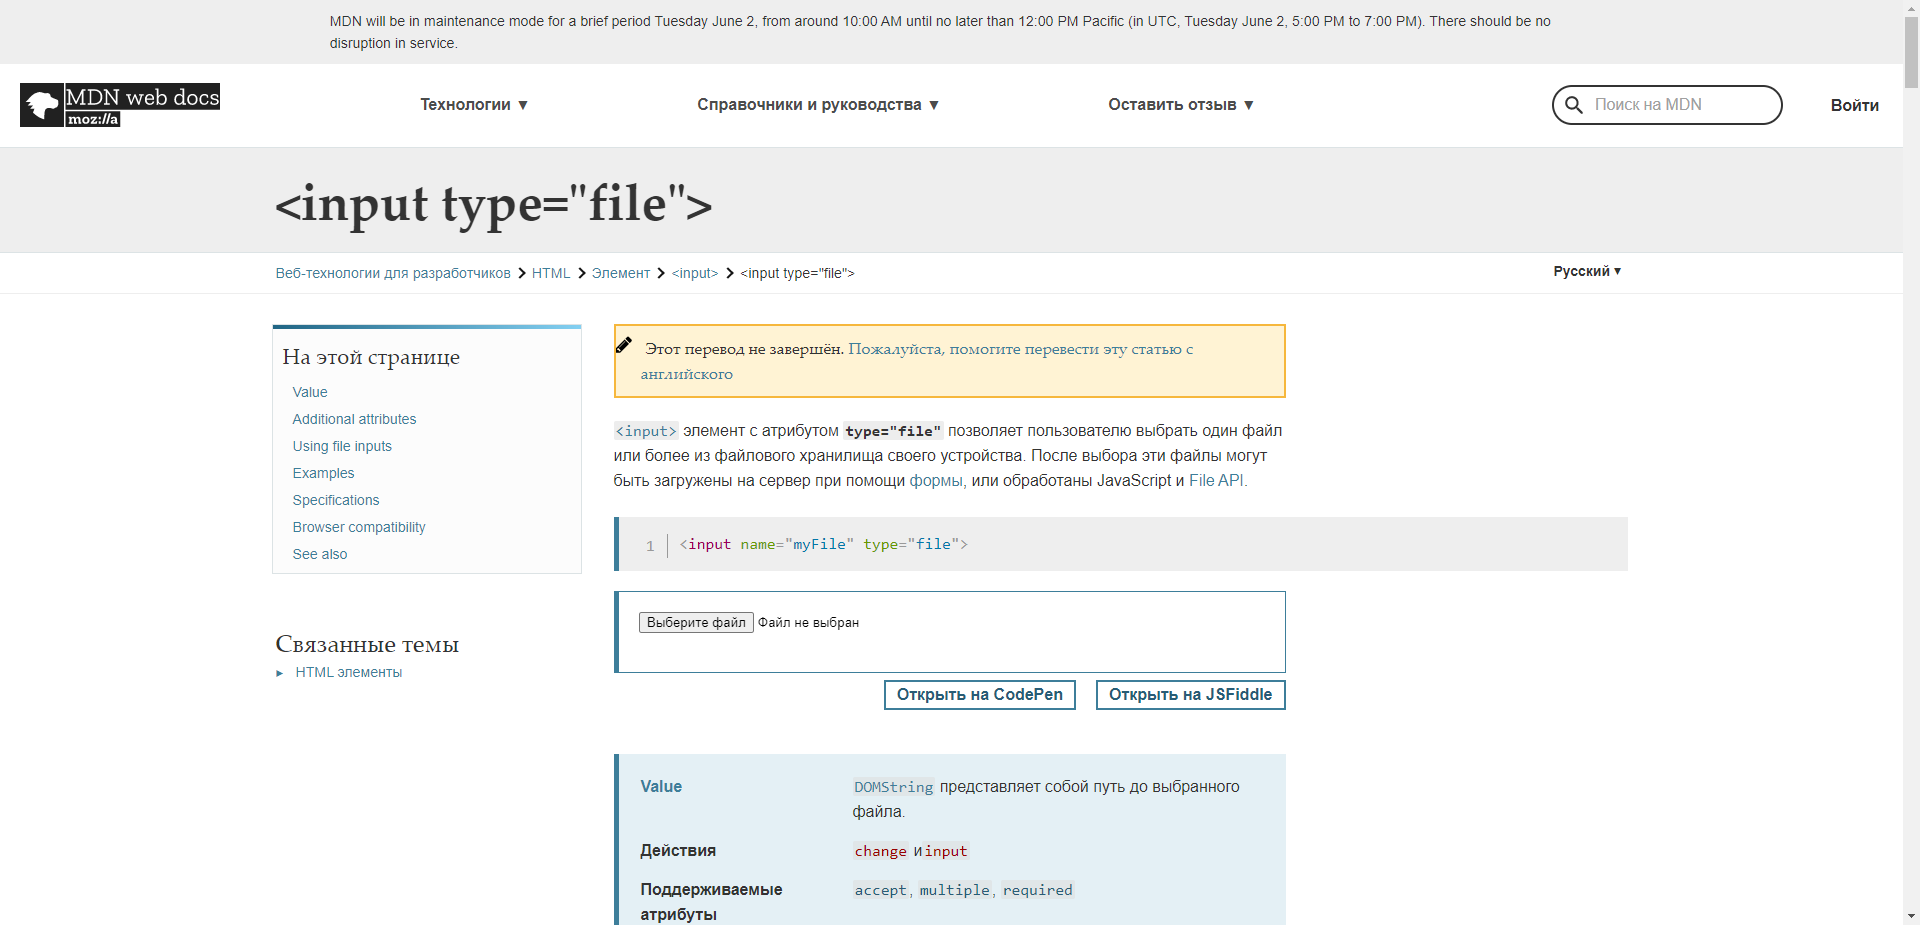 MDN will be in maintenance mode for a brief period Tuesday June 2, from around 10:00 AM until no later than 12:00 PM Pacific (in UTC, Tuesday June 2, 5:00 PM to 7:00 PM). There should be no
disruption in service.
MDN web docs
moz://a
Технологии ▼
Справочники и руководства ▼
Оставить отзыв ▼
Поиск на MDN
Войти
<input type="file">
Веб-технологии для разработчиков > HTML > Элемент > <input> > <input type="file">
Русский ▼
На этой странице
Value
Additional attributes
Using file inputs
Examples
Specifications
Browser compatibility
See also
Связанные темы
HTML элементы
Этот перевод не завершён. Пожалуйста, помогите перевести эту статью с
английского
<input> элемент с атрибутом type="file" позволяет пользователю выбрать один файл
или более из файлового хранилища своего устройства. После выбора эти файлы могут
быть загружены на сервер при помощи формы, или обработаны JavaScript и File API.
1 <input name="myFile" type="file">
Выберите файл Файл не выбран
Открыть на CodePen
Открыть на JSFiddle
Value
DOMString представляет собой путь до выбранного
файла.
Действия
change и input
Поддерживаемые
атрибуты
accept, multiple, required